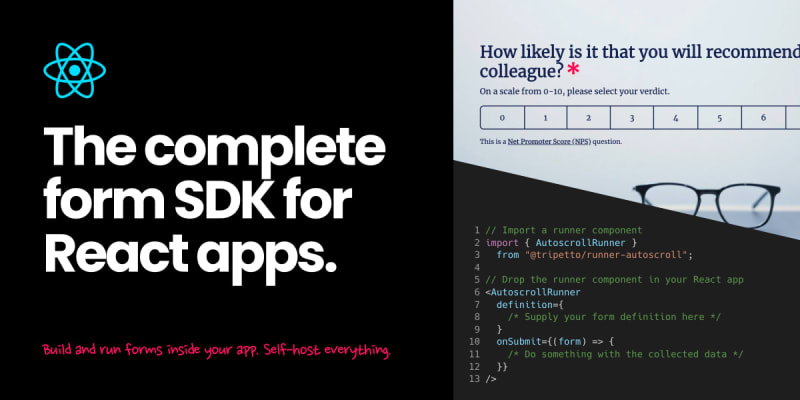 The complete
form SDK for
React apps.
Build and run forms inside your app. Self-host everything.
How likely is it that you will recommend
colleague? *
On a scale from 0-10, please select your verdict.
0 1 2 3 4 5 6
This is a Net Promoter Score (NPS) question.
1 // Import a runner component
2 import { AutoscrollRunner }
3 from "@tripetto/runner-autoscroll";
4
5 // Drop the runner component in your React app
6 <AutoscrollRunner
7 definition={
8 /* Supply your form definition here */
9 }
10 onSubmit={(form) => {
11 /* Do something with the collected data */
12 }}
13 />